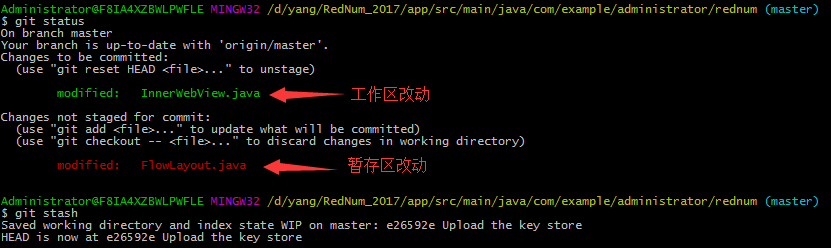 Administrator@F8IA4XZBWLPWFLE MINGW32 /d/yang/RedNum_2017/app/src/main/java/com/example/administrator/rednum (master)
$ git status
On branch master
Your branch is up-to-date with 'origin/master'.
Changes to be committed:
  (use "git reset HEAD <file>..." to unstage)
        modified:   InnerWebView.java 工作区改动
Changes not staged for commit:
  (use "git add <file>..." to update what will be committed)
  (use "git checkout -- <file>..." to discard changes in working directory)
        modified:   FlowLayout.java 暂存区改动
Administrator@F8IA4XZBWLPWFLE MINGW32 /d/yang/RedNum_2017/app/src/main/java/com/example/administrator/rednum (master)
$ git stash
Saved working directory and index state WIP on master: e26592e Upload the key store
HEAD is now at e26592e Upload the key store